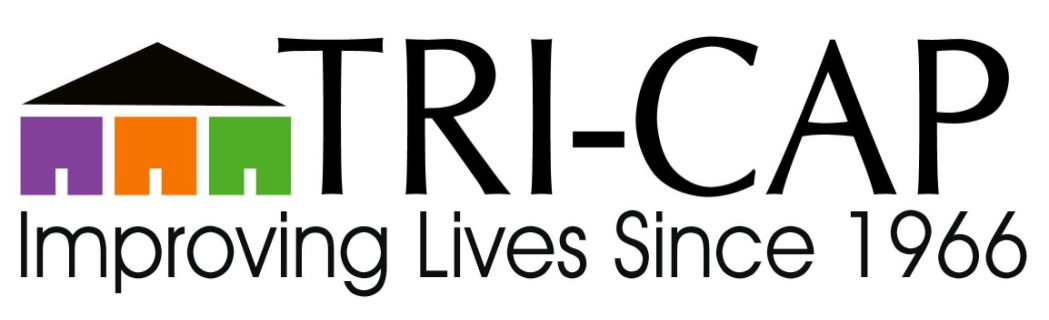 TRI-CAP
Improving Lives Since 1966